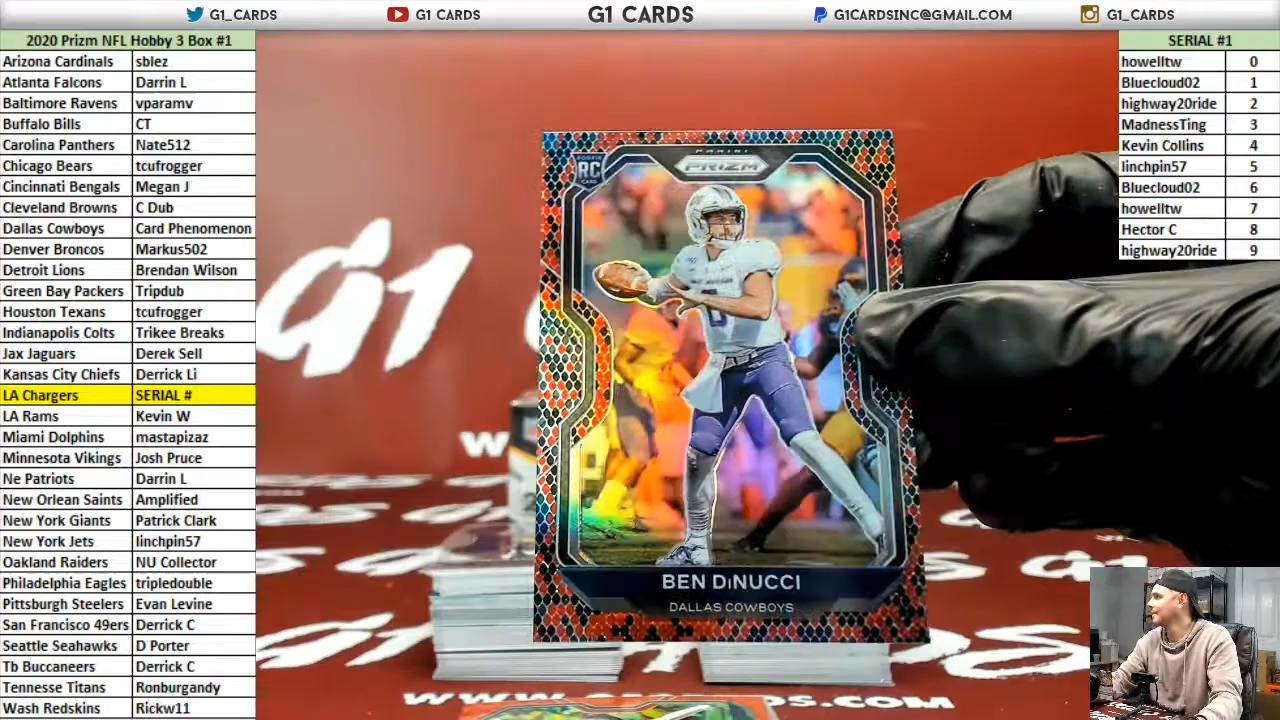 G1_CARDS
G1 CARDS
G1 CARDS
G1CARDSINC@GMAIL.COM
G1_CARDS
2020 Prizm NFL Hobby 3 Box #1
Arizona Cardinals sblez
Atlanta Falcons Darrin L
Baltimore Ravens vparamv
Buffalo Bills CT
Carolina Panthers Nate512
Chicago Bears tcufrogger
Cincinnati Bengals Megan J
Cleveland Browns C Dub
Dallas Cowboys Card Phenomenon
Denver Broncos Markus502
Detroit Lions Brendan Wilson
Green Bay Packers Tripdub
Houston Texans tcufrogger
Indianapolis Colts Trikee Breaks
Jax Jaguars Derek Sell
Kansas City Chiefs Derrick Li
LA Chargers SERIAL #
LA Rams Kevin W
Miami Dolphins mastapizaz
Minnesota Vikings Josh Pruce
Ne Patriots Darrin L
New Orlean Saints Amplified
New York Giants Patrick Clark
New York Jets linchpin57
Oakland Raiders NU Collector
Philadelphia Eagles tripledouble
Pittsburgh Steelers Evan Levine
San Francisco 49ers Derrick C
Seattle Seahawks D Porter
Tb Buccaneers Derrick C
Tennesse Titans Ronburgandy
Wash Redskins Rickw11
SERIAL #1
howelltw 0
Bluecloud02 1
highway20ride 2
MadnessTing 3
Kevin Collins 4
linchpin57 5
Bluecloud02 6
howelltw 7
Hector C 8
highway20ride 9
PANINI
PRIZM
ROOKIE
RC
CARD
BEN DiNUCCI
DALLAS COWBOYS
G1